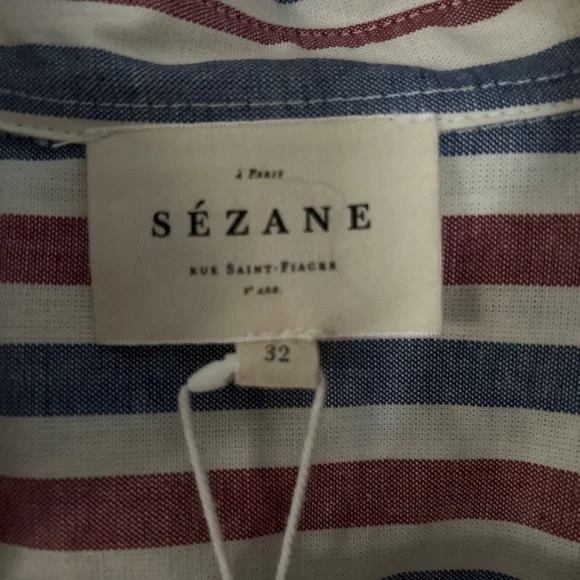 à Paris
SÉZANE
Rue Saint-Fiacre
2e Arr.
32